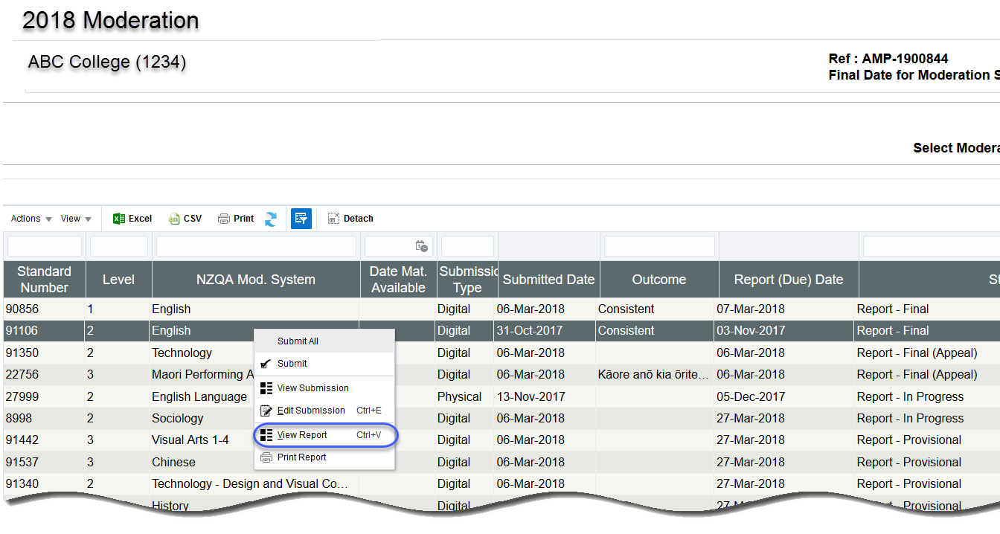 2018 Moderation
ABC College (1234)
Ref : AMP-1900844
Final Date for Moderation S
Select Modera
Actions View Excel CSV Print Detach
Standard Number Level NZQA Mod. System Date Mat. Available Submissio Type Submitted Date Outcome Report (Due) Date St
90856 1 English Digital 06-Mar-2018 Consistent 07-Mar-2018 Report - Final
91106 2 English Digital 31-Oct-2017 Consistent 03-Nov-2017 Report - Final
91350 2 Technology Digital 06-Mar-2018 06-Mar-2018 Report - Final (Appeal)
22756 3 Maori Performing A Digital 06-Mar-2018 Kāore anō kia ōrite... 06-Mar-2018 Report - Final (Appeal)
27999 2 English Language Physical 13-Nov-2017 05-Dec-2017 Report - In Progress
8998 2 Sociology Digital 06-Mar-2018 27-Mar-2018 Report - In Progress
91442 3 Visual Arts 1-4 Digital 06-Mar-2018 27-Mar-2018 Report - Provisional
91537 3 Chinese Digital 06-Mar-2018 27-Mar-2018 Report - Provisional
91340 2 Technology - Design and Visual Co... Digital 06-Mar-2018 27-Mar-2018 Report - Provisional
History Digital Provisional
Submit All
Submit
View Submission
Edit Submission Ctrl+E
View Report Ctrl+V
Print Report